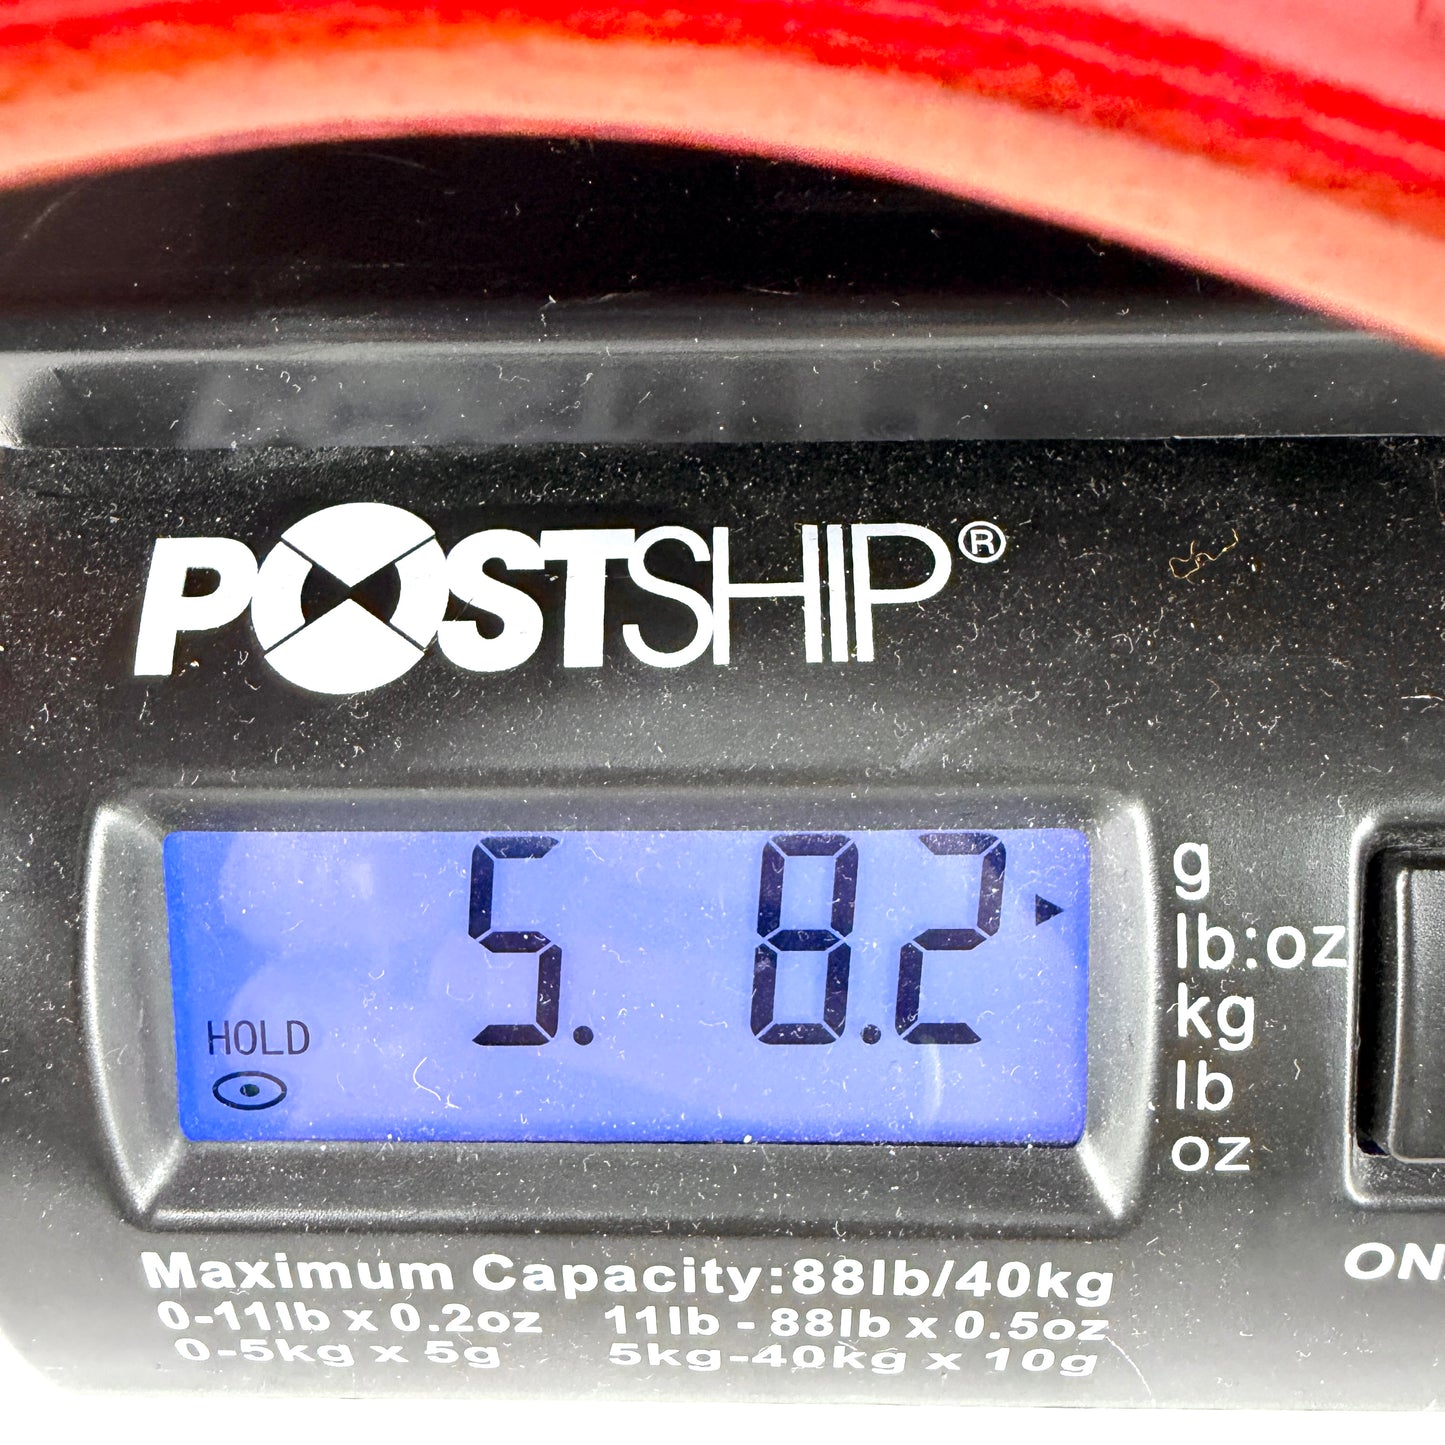 POSTSHIP®
5. 8.2
HOLD
g
lb:oz
kg
lb
oz
Maximum Capacity:88lb/40kg
0-11lb x 0.2oz 11lb - 88lb x 0.5oz
0-5kg x 5g 5kg-40kg x 10g